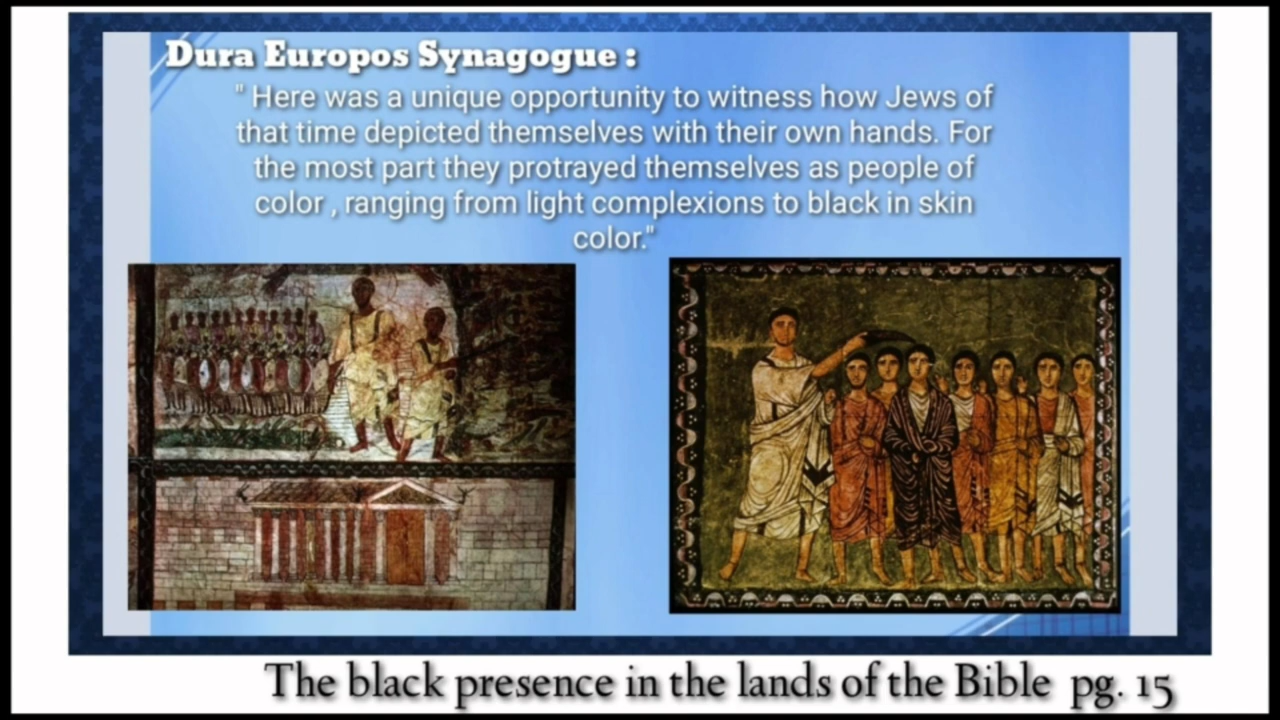 Dura Europos Synagogue :
" Here was a unique opportunity to witness how Jews of
that time depicted themselves with their own hands. For
the most part they protrayed themselves as people of
color , ranging from light complexions to black in skin
color."
The black presence in the lands of the Bible pg. 15